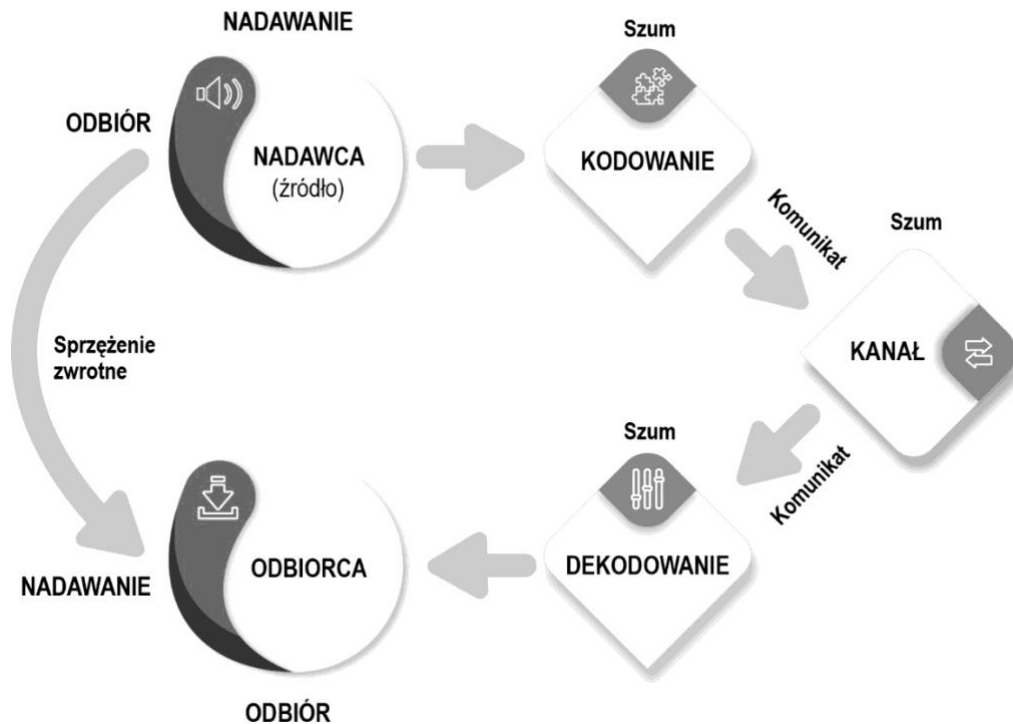 NADAWANIE
Szum
ODBIÓR
NADAWCA
(źródło)
KODOWANIE
Komunikat
Szum
Sprzężenie
zwrotne
KANAŁ
Szum
Komunikat
ODBIORCA
DEKODOWANIE
NADAWANIE
ODBIÓR